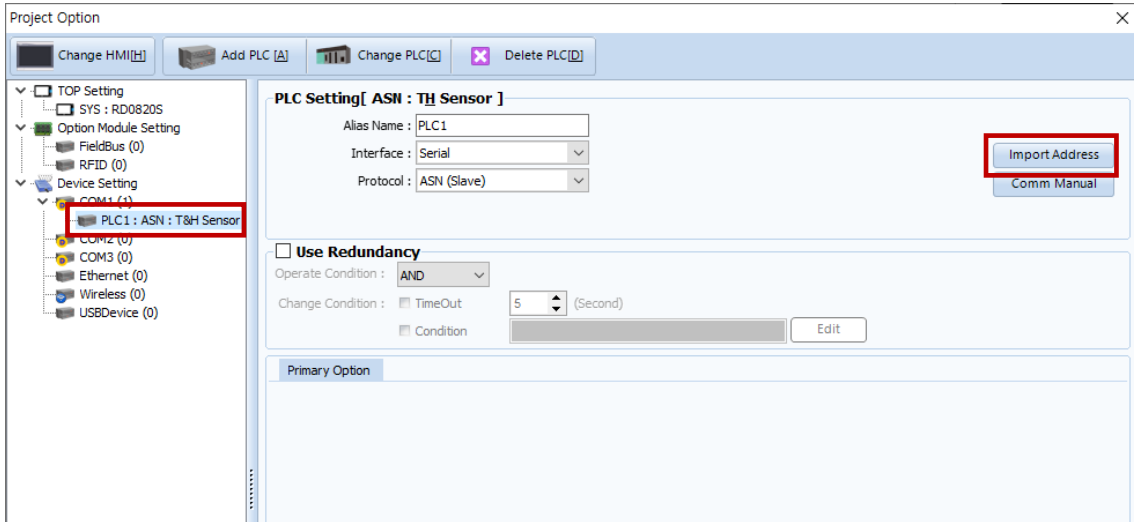 Project Option
Change HMI[H]
Add PLC [A]
Change PLC[C]
Delete PLC[D]
TOP Setting
SYS : RD0820S
Option Module Setting
FieldBus (0)
RFID (0)
Device Setting
COM1 (1)
PLC1 : ASN : T&H Sensor
COM2 (0)
COM3 (0)
Ethernet (0)
Wireless (0)
USBDevice (0)
PLC Setting[ ASN : TH Sensor ]
Alias Name : PLC1
Interface : Serial
Protocol : ASN (Slave)
Import Address
Comm Manual
Use Redundancy
Operate Condition : AND
Change Condition : TimeOut 5 (Second)
Condition Edit
Primary Option